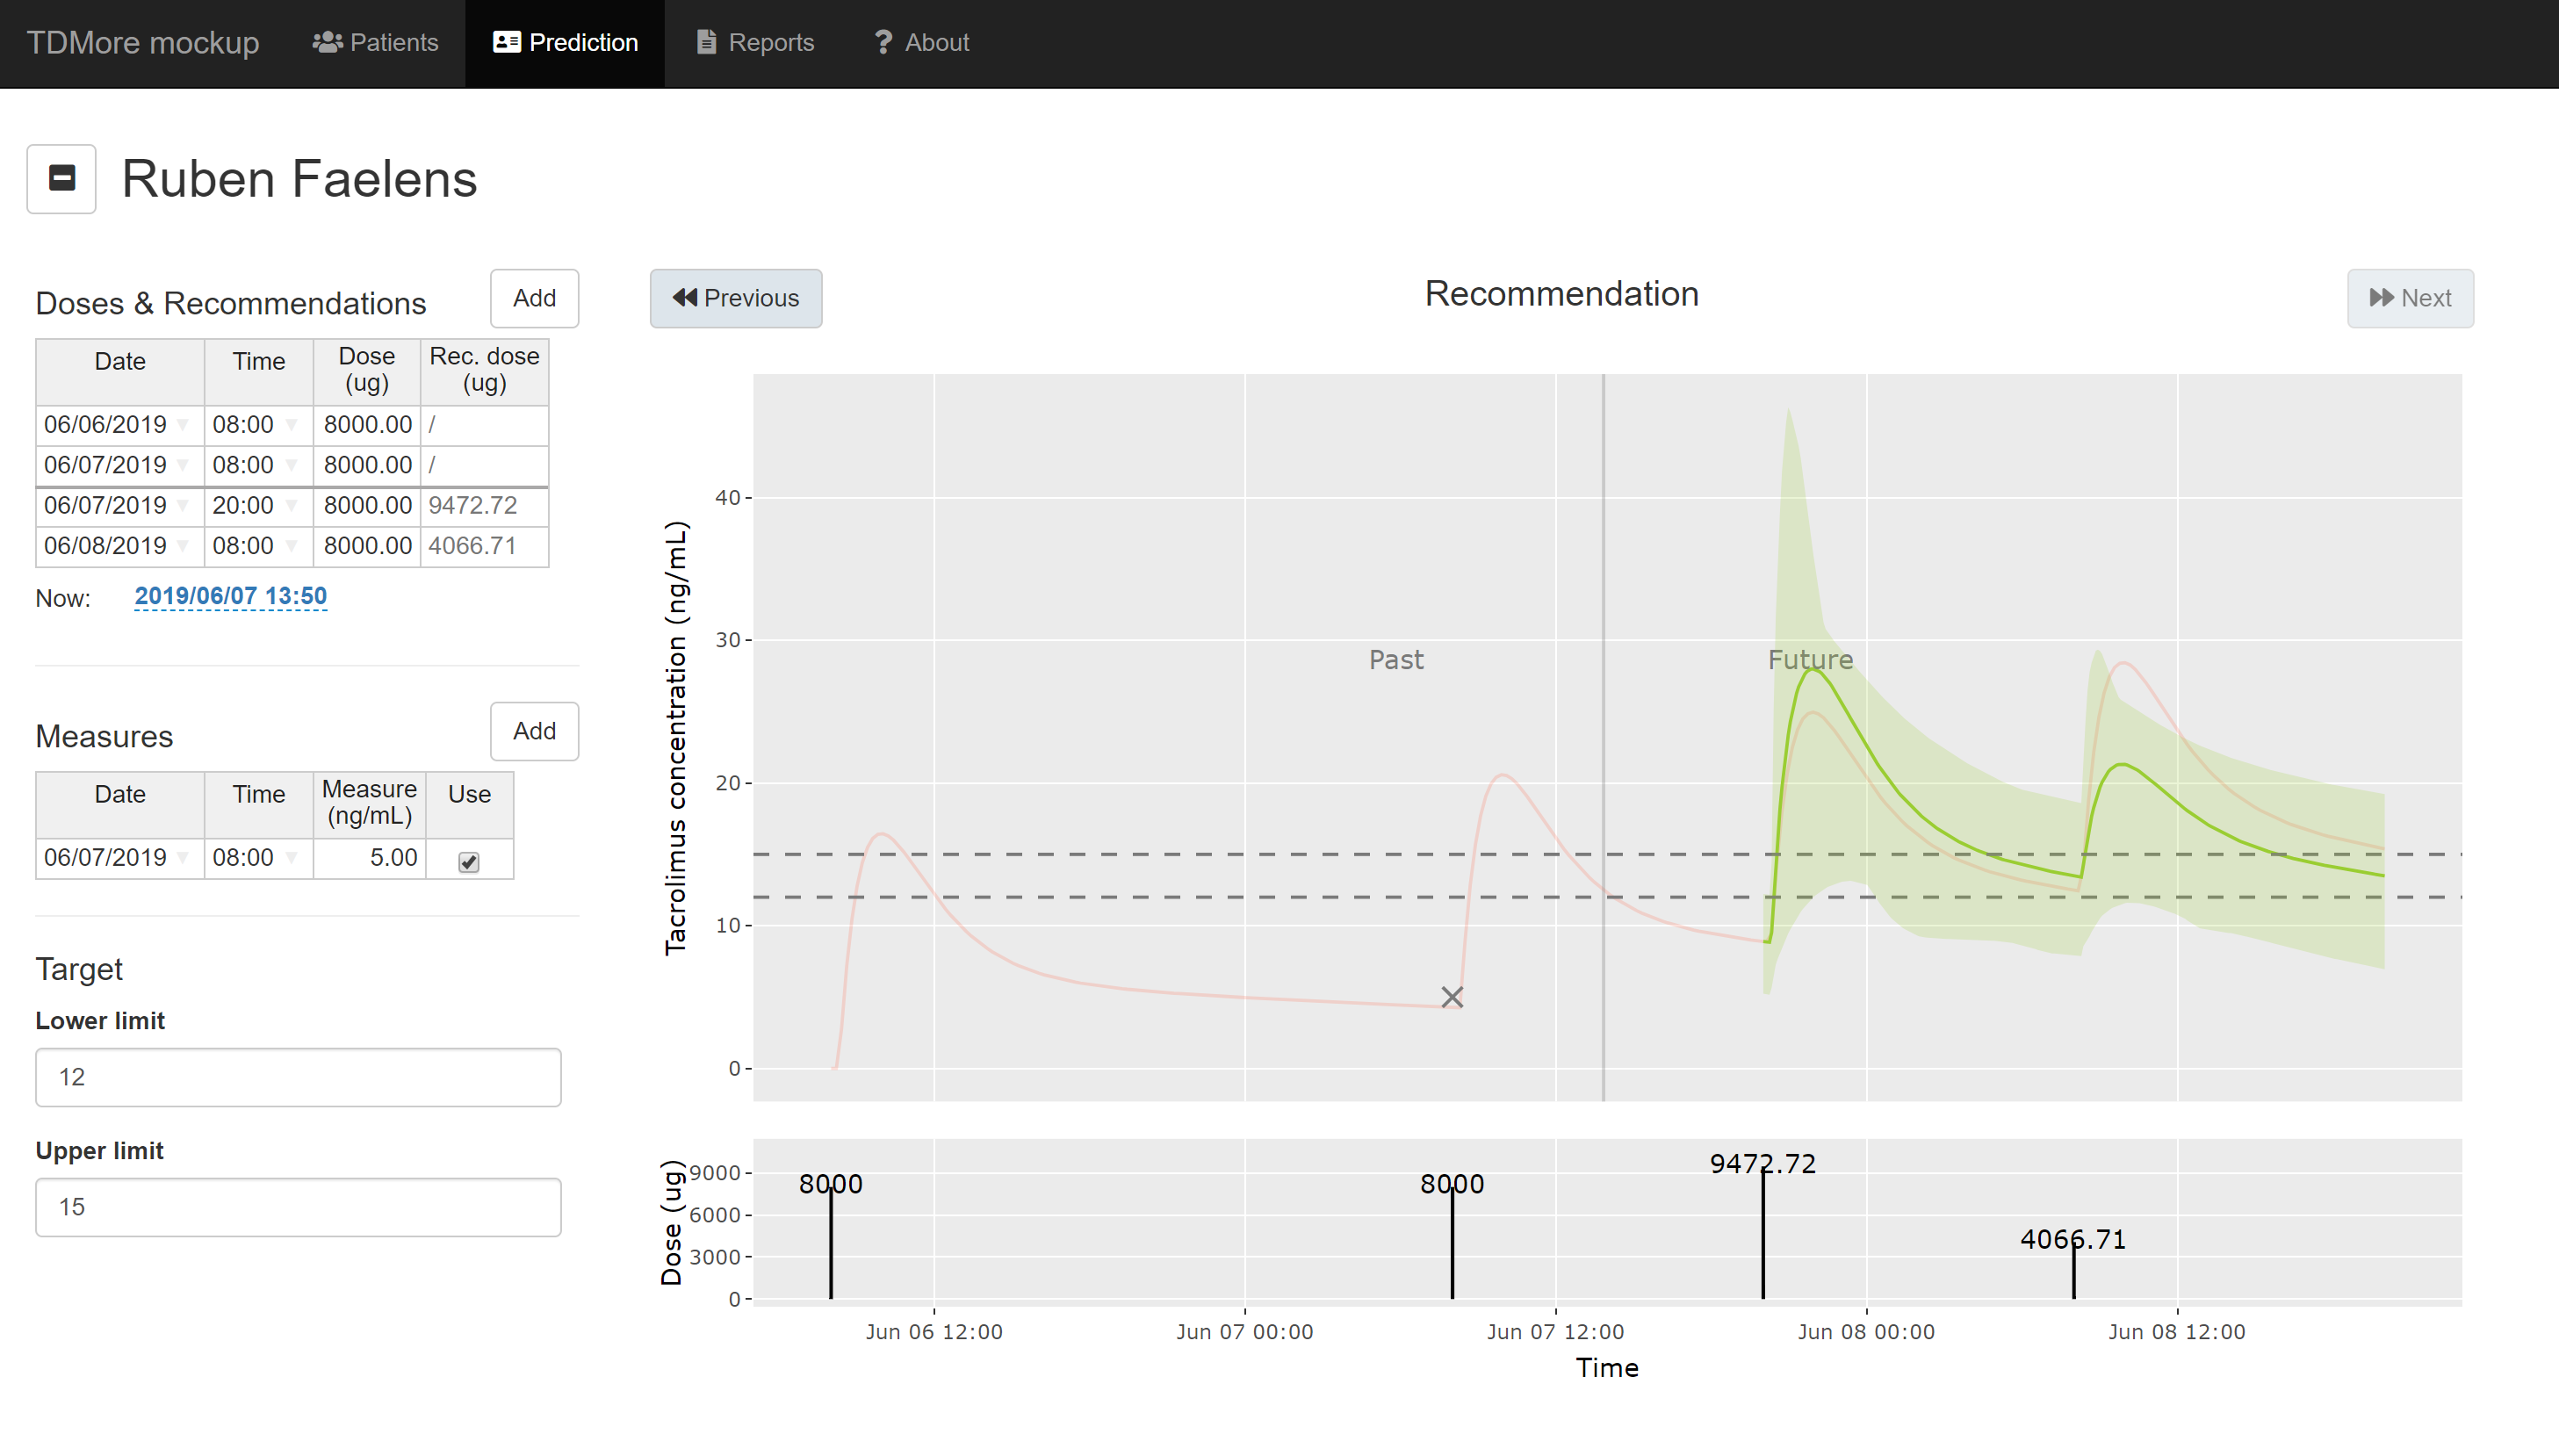 TDMore mockup Patients Prediction Reports About
Ruben Faelens
Doses & Recommendations Add
Date Time Dose (ug) Rec. dose (ug)
06/06/2019 08:00 8000.00 /
06/07/2019 08:00 8000.00 /
06/07/2019 20:00 8000.00 9472.72
06/08/2019 08:00 8000.00 4066.71
Now: 2019/06/07 13:50
Measures Add
Date Time Measure (ng/mL) Use
06/07/2019 08:00 5.00
Target
Lower limit
12
Upper limit
15
Previous Recommendation Next
Tacrolimus concentration (ng/mL)
40
30
20
10
0
Past Future
Dose (ug)
9000
6000
3000
0
8000 8000 9472.72 4066.71
Jun 06 12:00 Jun 07 00:00 Jun 07 12:00 Jun 08 00:00 Jun 08 12:00
Time